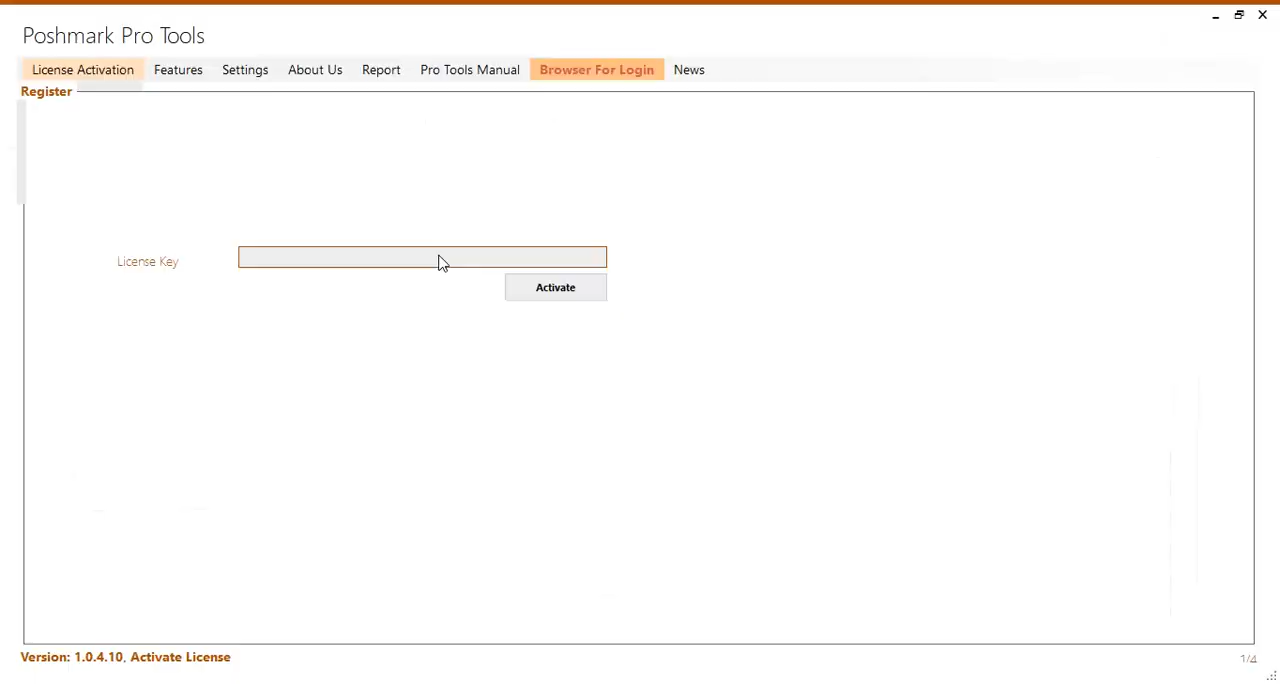 Poshmark Pro Tools
License Activation Features Settings About Us Report Pro Tools Manual Browser For Login News
Register
License Key
Activate
Version: 1.0.4.10, Activate License
1/4